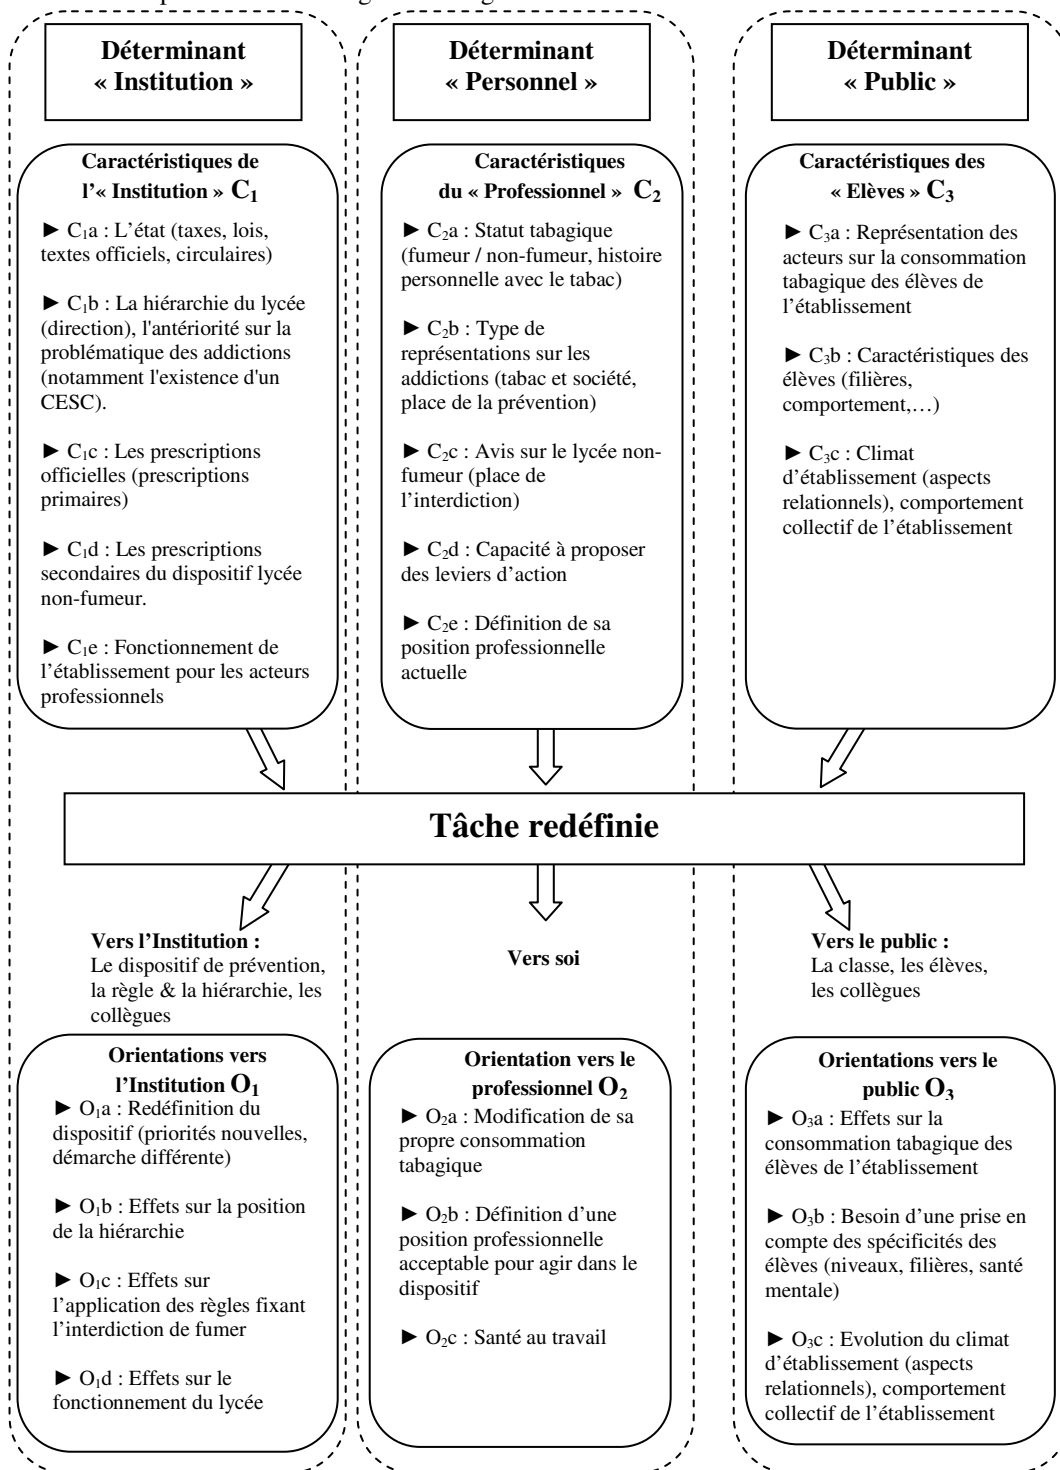 Déterminant
« Institution »
Déterminant
« Personnel »
Déterminant
« Public »
Caractéristiques de
l'« Institution » C1
► C1a : L'état (taxes, lois,
textes officiels, circulaires)
► C1b : La hiérarchie du lycée
(direction), l'antériorité sur la
problématique des addictions
(notamment l'existence d'un
CESC).
► C1c : Les prescriptions
officielles (prescriptions
primaires)
► C1d : Les prescriptions
secondaires du dispositif lycée
non-fumeur.
► C1e : Fonctionnement de
l'établissement pour les acteurs
professionnels
Caractéristiques
du « Professionnel » C2
► C2a : Statut tabagique
(fumeur / non-fumeur, histoire
personnelle avec le tabac)
► C2b : Type de
représentations sur les
addictions (tabac et société,
place de la prévention)
► C2c : Avis sur le lycée non-
fumeur (place de
l'interdiction)
► C2d : Capacité à proposer
des leviers d'action
► C2e : Définition de sa
position professionnelle
actuelle
Caractéristiques des
« Elèves » C3
► C3a : Représentation des
acteurs sur la consommation
tabagique des élèves de
l'établissement
► C3b : Caractéristiques des
élèves (filières,
comportement,…)
► C3c : Climat
d'établissement (aspects
relationnels), comportement
collectif de l'établissement
Tâche redéfinie
Vers l'Institution :
Le dispositif de prévention,
la règle & la hiérarchie, les
collègues
Vers soi
Vers le public :
La classe, les élèves,
les collègues
Orientations vers
l'Institution O1
► O1a : Redéfinition du
dispositif (priorités nouvelles,
démarche différente)
► O1b : Effets sur la position
de la hiérarchie
► O1c : Effets sur
l'application des règles fixant
l'interdiction de fumer
► O1d : Effets sur le
fonctionnement du lycée
Orientation vers le
professionnel O2
► O2a : Modification de sa
propre consommation
tabagique
► O2b : Définition d'une
position professionnelle
acceptable pour agir dans le
dispositif
► O2c : Santé au travail
Orientations vers le
public O3
► O3a : Effets sur la
consommation tabagique des
élèves de l'établissement
► O3b : Besoin d'une prise en
compte des spécificités des
élèves (niveaux, filières, santé
mentale)
► O3c : Evolution du climat
d'établissement (aspects
relationnels), comportement
collectif de l'établissement